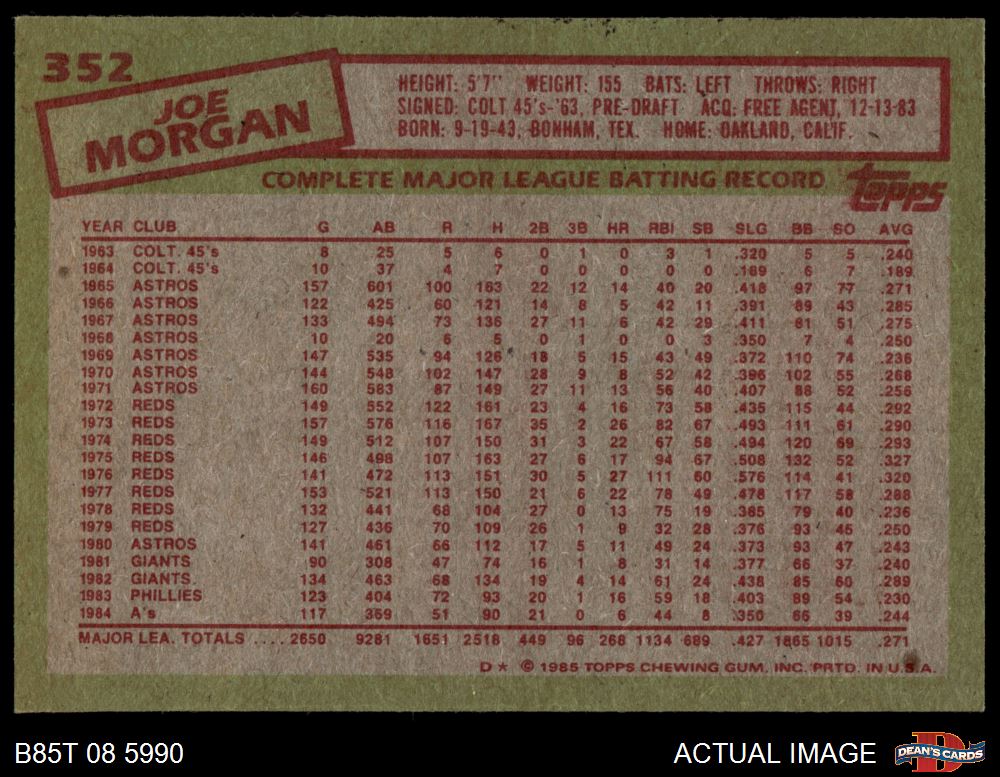 352
JOE
MORGAN
HEIGHT: 5'7" WEIGHT: 155 BATS: LEFT THROWS: RIGHT
SIGNED: COLT 45's-'63, PRE-DRAFT ACQ: FREE AGENT, 12-13-83
BORN: 9-19-43, BONHAM, TEX. HOME: OAKLAND, CALIF.
COMPLETE MAJOR LEAGUE BATTING RECORD
topps
YEAR CLUB G AB R H 2B 3B HR RBI SB SLG BB SO AVG
1963 COLT. 45's 8 25 5 6 0 1 0 3 1 .320 5 5 .240
1964 COLT. 45's 10 37 4 7 0 0 0 0 0 .189 6 7 .189
1965 ASTROS 157 601 100 163 22 12 14 40 20 .418 97 77 .271
1966 ASTROS 122 425 60 121 14 8 5 42 11 .391 89 43 .285
1967 ASTROS 133 494 73 136 27 11 6 42 29 .411 81 51 .275
1968 ASTROS 10 20 6 5 0 1 0 0 3 .350 7 4 .250
1969 ASTROS 147 535 94 126 18 5 15 43 49 .372 110 74 .236
1970 ASTROS 144 548 102 147 28 9 8 52 42 .396 102 55 .268
1971 ASTROS 160 583 87 149 27 11 13 56 40 .407 88 52 .256
1972 REDS 149 552 122 161 23 4 16 73 58 .435 115 44 .292
1973 REDS 157 576 116 167 35 2 26 82 67 .493 111 61 .290
1974 REDS 149 512 107 150 31 3 22 67 58 .494 120 69 .293
1975 REDS 146 498 107 163 27 6 17 94 67 .508 132 52 .327
1976 REDS 141 472 113 151 30 5 27 111 60 .576 114 41 .320
1977 REDS 153 521 113 150 21 6 22 78 49 .478 117 58 .288
1978 REDS 132 441 68 104 27 0 13 75 19 .385 79 40 .236
1979 REDS 127 436 70 109 26 1 9 32 28 .376 93 45 .250
1980 ASTROS 141 461 66 112 17 5 11 49 24 .373 93 47 .243
1981 GIANTS 90 308 47 74 16 1 8 31 14 .377 66 37 .240
1982 GIANTS 134 463 68 134 19 4 14 61 24 .438 85 60 .289
1983 PHILLIES 123 404 72 93 20 1 16 59 18 .403 89 54 .230
1984 A's 117 369 51 90 21 0 6 44 8 .350 66 39 .244
MAJOR LEA. TOTALS .... 2650 9261 1651 2518 449 96 268 1134 689 .427 1865 1015 .271
D* © 1985 TOPPS CHEWING GUM, INC. PRTD. IN U.S.A.
B85T 08 5990 ACTUAL IMAGE DEAN'S CARDS